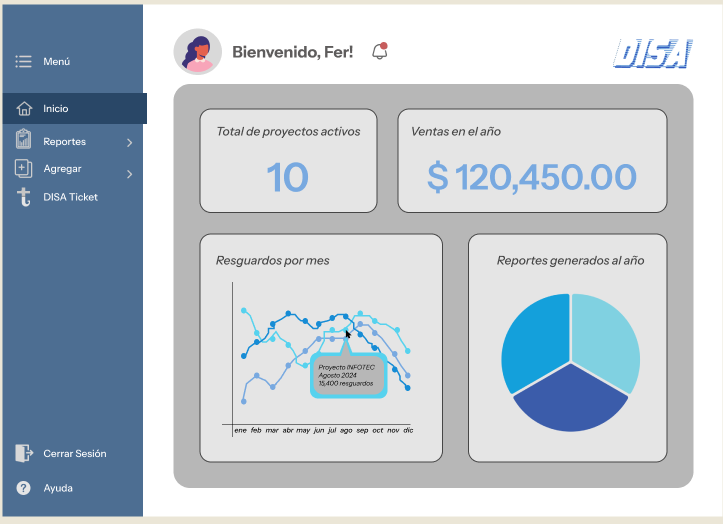 Menú
Inicio
Reportes
Agregar
DISA Ticket
Cerrar Sesión
Ayuda
Bienvenido, Fer!
DISA
Total de proyectos activos
10
Ventas en el año
$ 120,450.00
Resguardos por mes
Proyecto INFOTEC
Agosto 2024
15,400 resguardos
ene feb mar abr may jun jul ago sep oct nov dic
Reportes generados al año